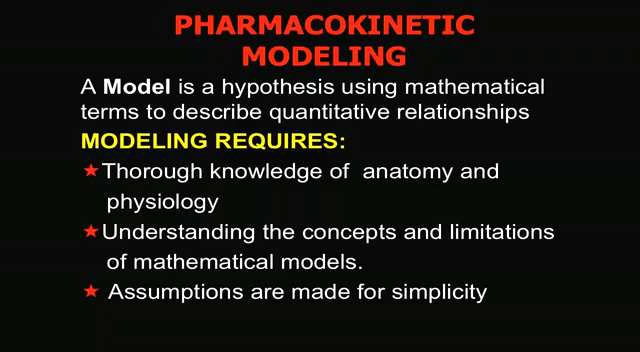 PHARMACOKINETIC
MODELING
A Model is a hypothesis using mathematical
terms to describe quantitative relationships
MODELING REQUIRES:
★Thorough knowledge of anatomy and
physiology
★Understanding the concepts and limitations
of mathematical models.
★ Assumptions are made for simplicity